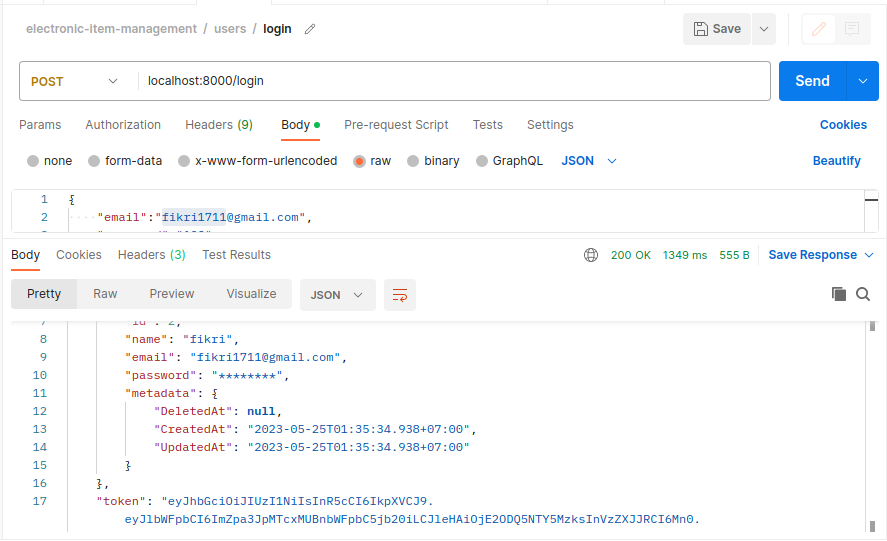 electronic-item-management / users / login
Save
POST
localhost:8000/login
Send
Params Authorization Headers (9) Body Pre-request Script Tests Settings Cookies
none form-data x-www-form-urlencoded raw binary GraphQL JSON Beautify
1 {
2 "email":"fikri1711@gmail.com",
Body Cookies Headers (3) Test Results 200 OK 1349 ms 555 B Save Response
Pretty Raw Preview Visualize JSON
7 "id": 2,
8 "name": "fikri",
9 "email": "fikri1711@gmail.com",
10 "password": "********",
11 "metadata": {
12 "DeletedAt": null,
13 "CreatedAt": "2023-05-25T01:35:34.938+07:00",
14 "UpdatedAt": "2023-05-25T01:35:34.938+07:00"
15 }
16 },
17 "token": "eyJhbGciOiJIUzI1NiIsInR5cCI6IkpXVCJ9.
eyJlbWFpbCI6ImZpa3JpMTcxMUBnbWFpbC5jb20iLCJleHAiOjE2ODQ5NTY5MzksInVzZXJJRCI6Mn0.